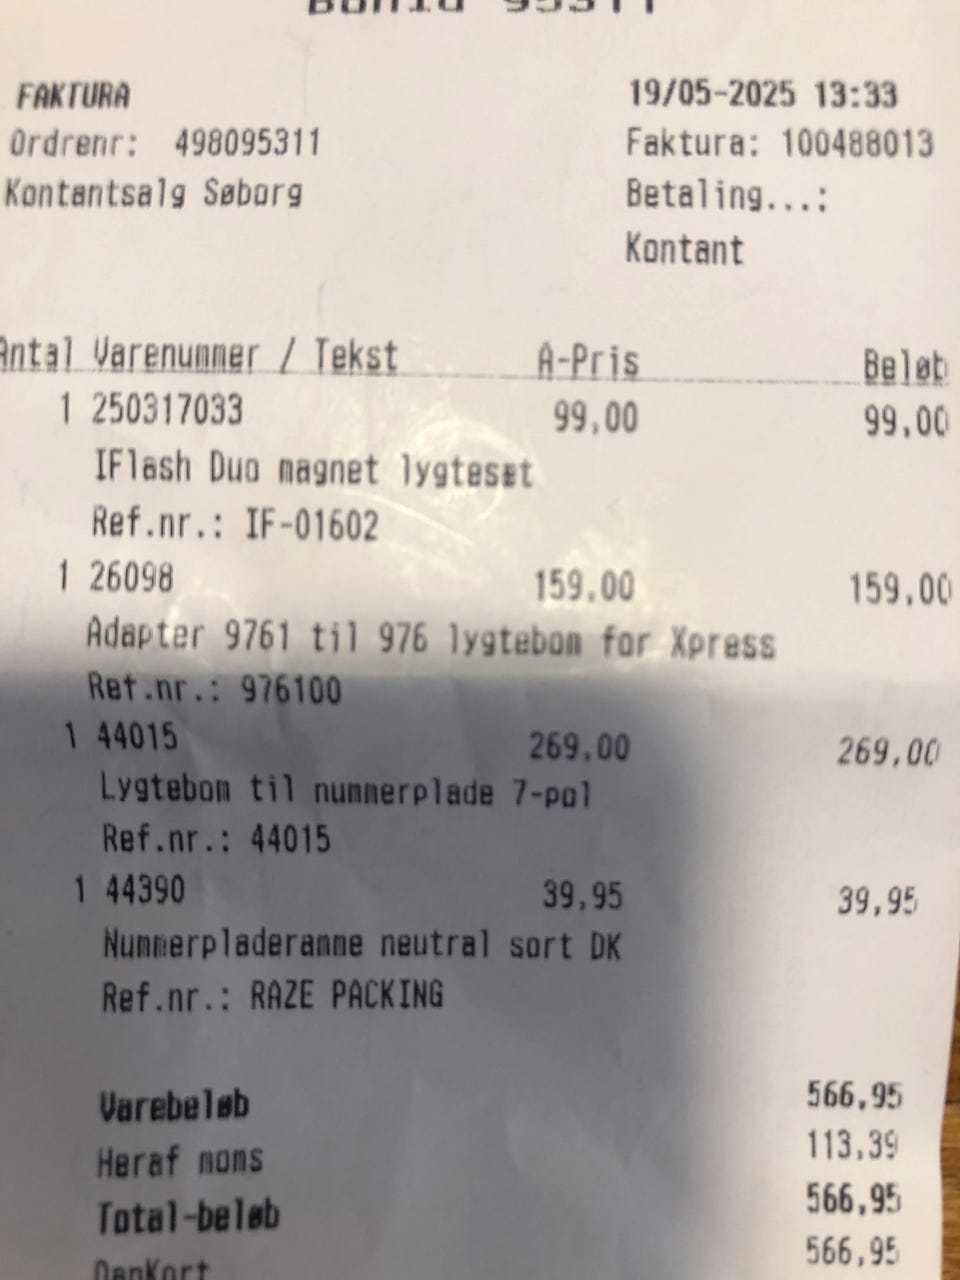 FAKTURA 19/05-2025 13:33
Ordrenr: 498095311 Faktura: 100488013
Kontantsalg Søborg Betaling...:
Kontant
Antal Varenummer / Tekst A-Pris Beløb
1 250317033 99,00 99,00
IFlash Duo magnet lygtesæt
Ref.nr.: IF-01602
1 26098 159,00 159,00
Adapter 9761 til 976 lygtebom for Xpress
Ref.nr.: 976100
1 44015 269,00 269,00
Lygtebom til nummerplade 7-pol
Ref.nr.: 44015
1 44390 39,95 39,95
Nummerpladeramme neutral sort DK
Ref.nr.: RAZE PACKING
Varebeløb 566,95
Heraf moms 113,39
Total-beløb 566,95
DanKort 566,95